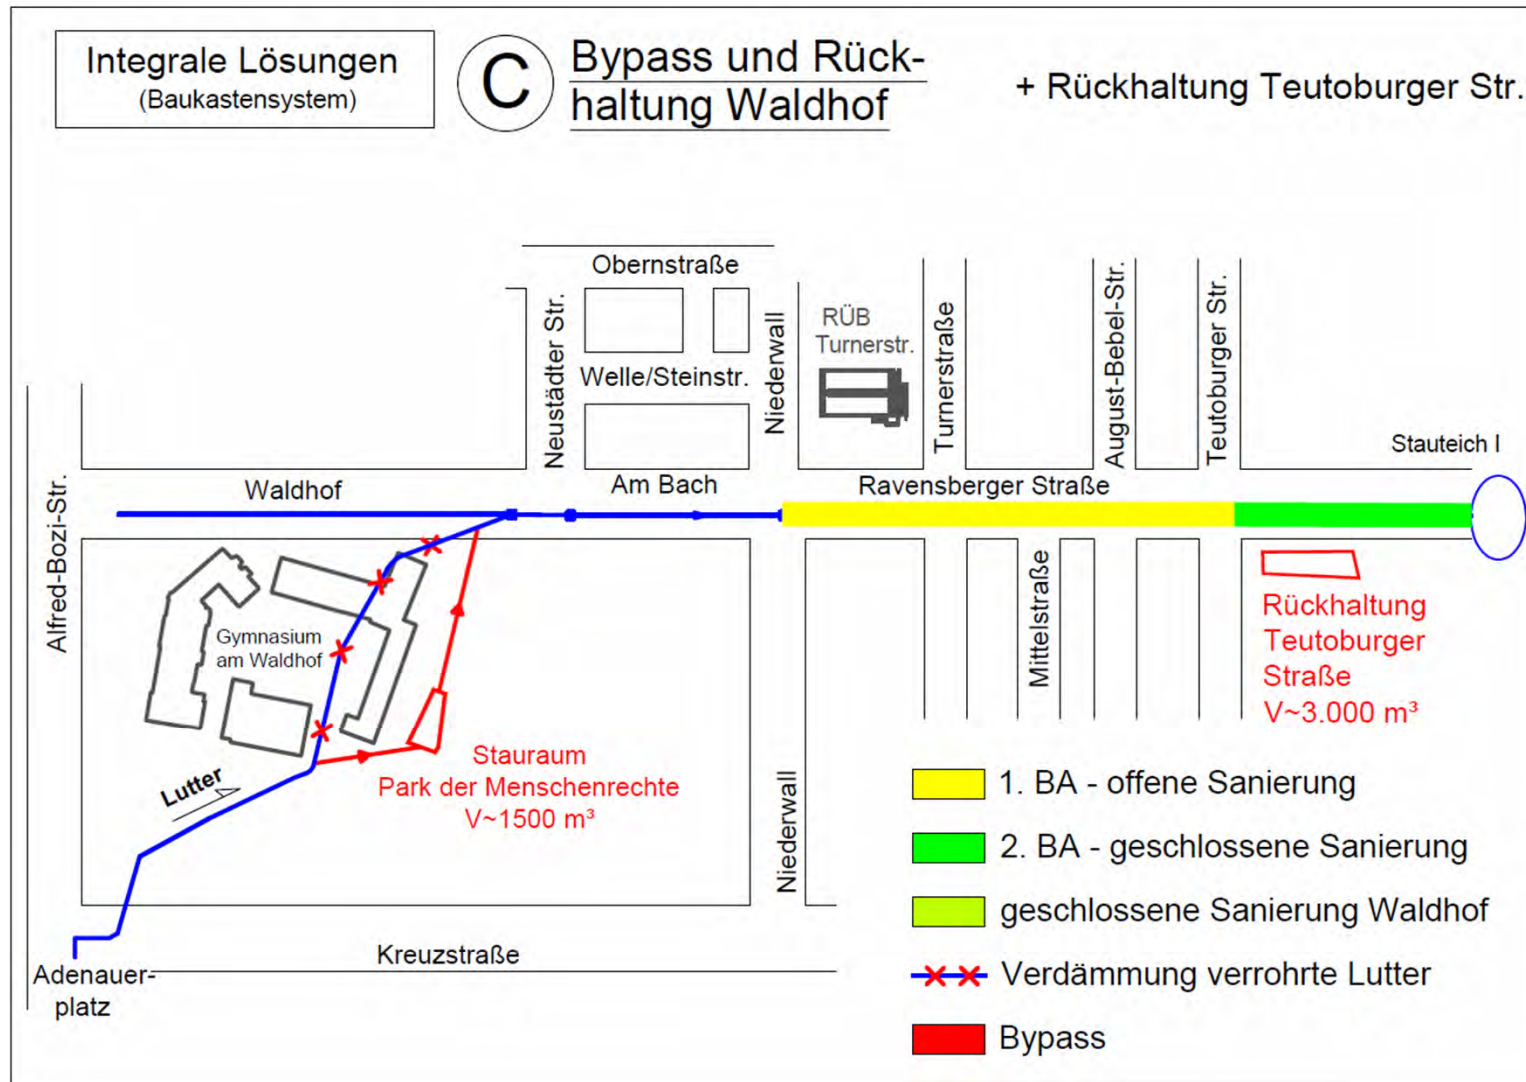 Integrale Lösungen
(Baukastensystem)
C
Bypass und Rück-
haltung Waldhof
+ Rückhaltung Teutoburger Str.
Obernstraße
Neustädter Str.
Welle/Steinstr.
Niederwall
RÜB
Turnerstr.
Turnerstraße
August-Bebel-Str.
Teutoburger Str.
Stauteich I
Alfred-Bozi-Str.
Waldhof
Am Bach
Ravensberger Straße
Gymnasium
am Waldhof
Mittelstraße
Rückhaltung
Teutoburger
Straße
V~3.000 m³
Lutter
Stauraum
Park der Menschenrechte
V~1500 m³
Niederwall
Kreuzstraße
Adenauer-
platz
1. BA - offene Sanierung
2. BA - geschlossene Sanierung
geschlossene Sanierung Waldhof
Verdämmung verrohrte Lutter
Bypass